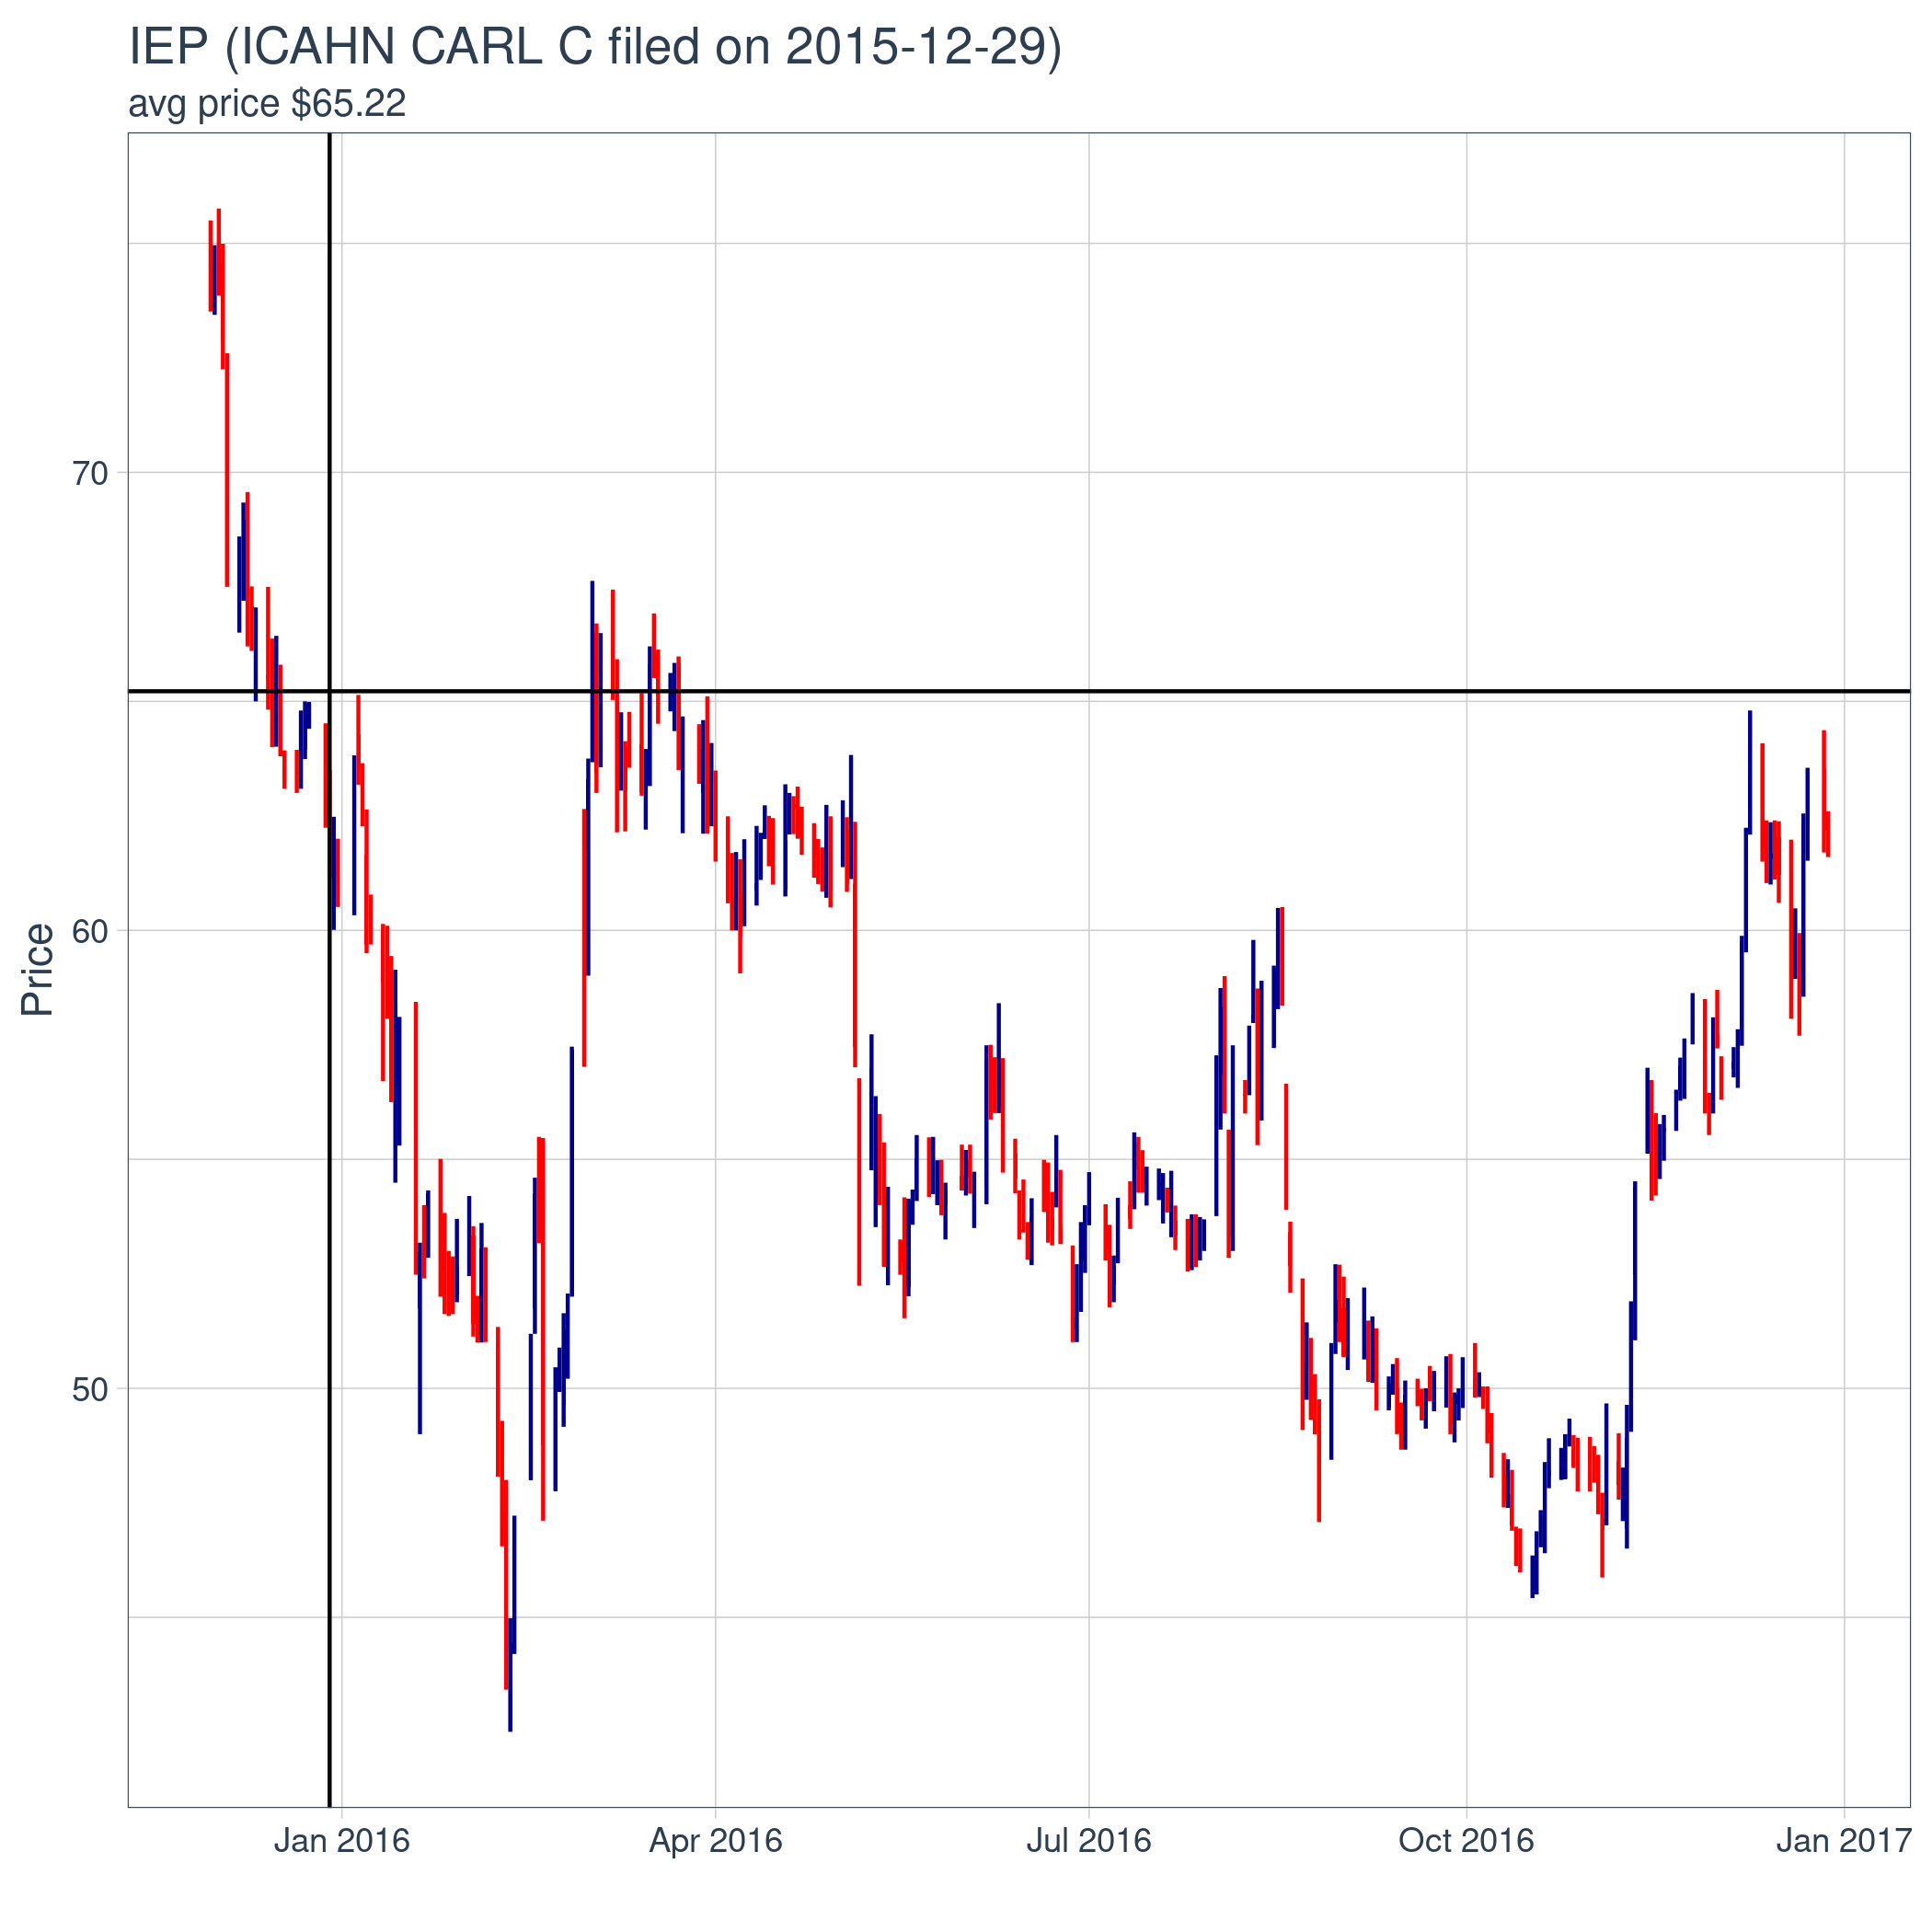 IEP (ICAHN CARL C filed on 2015-12-29)
avg price $65.22
Price
70
60
50
Jan 2016
Apr 2016
Jul 2016
Oct 2016
Jan 2017